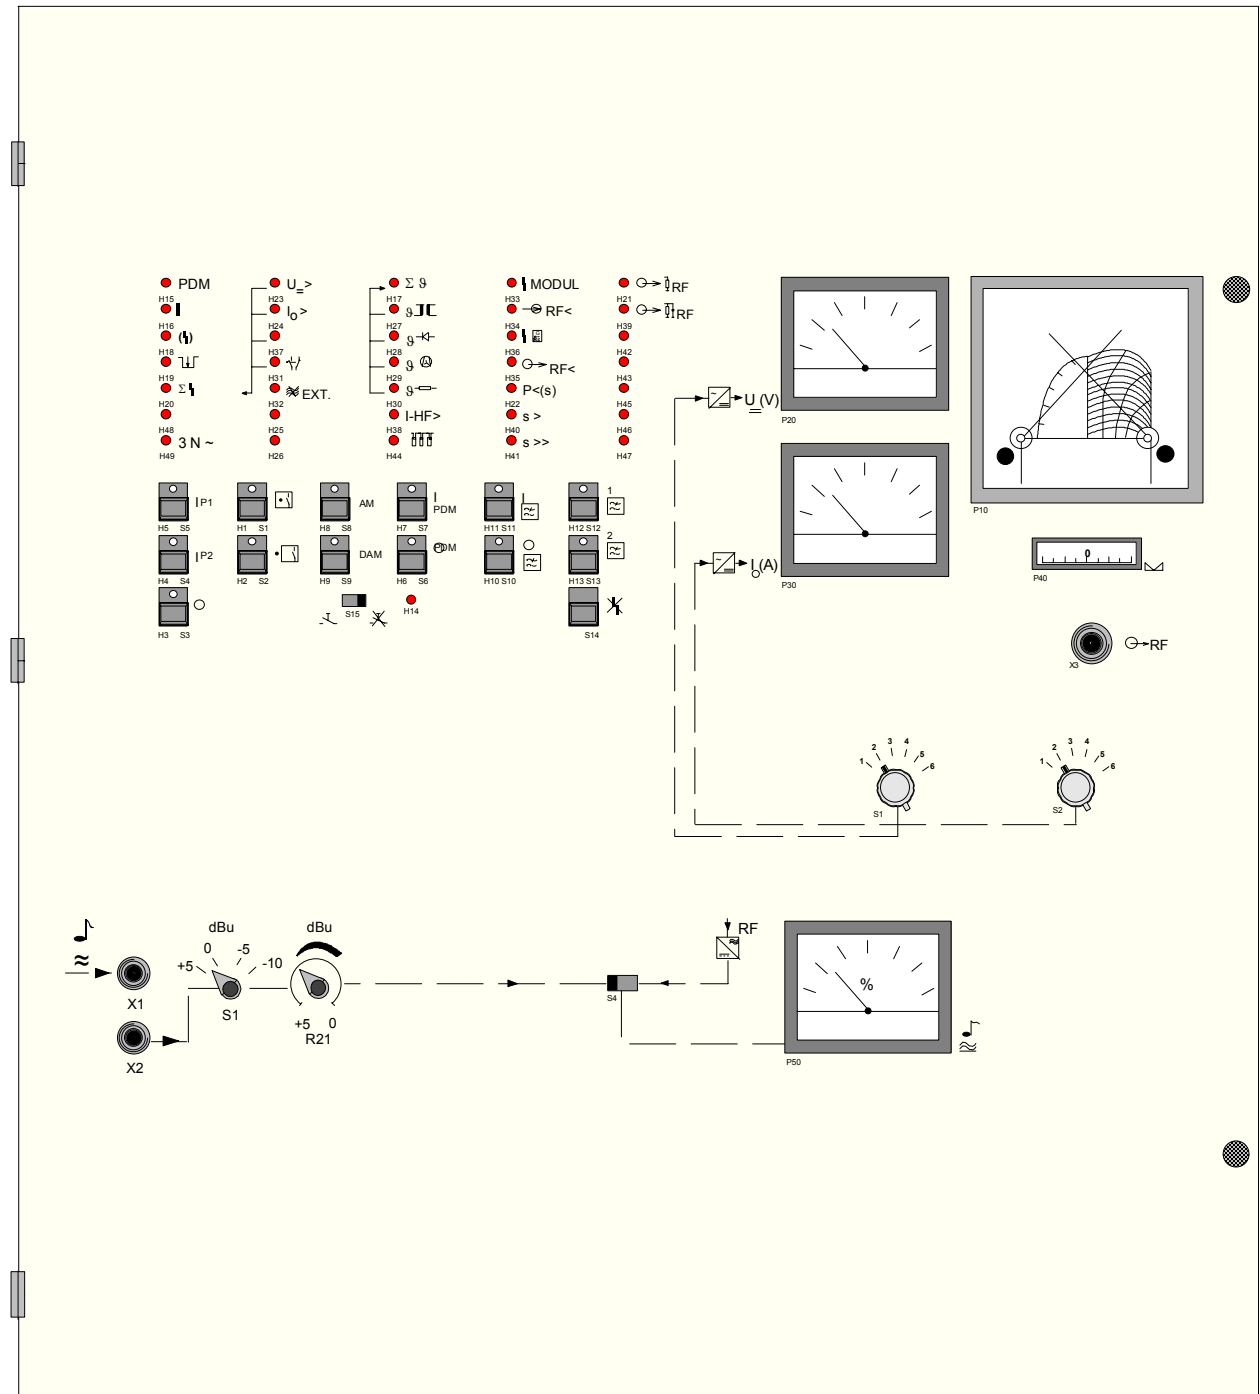 PDM U=> Σ ϑ MODUL RF
H15 H23 H17 H33 H21
I I0> ϑ RF< RF
H16 H24 H27 H34 H39
( ) ϑ
H18 H37 H28 H36 H42
ϑ RF<
H19 H31 H29 H35 H43
Σ EXT. ϑ P<(s)
H20 H32 H30 H22 H45
I-HF> s >
H48 H25 H38 H40 H46
3 N ~ s >>
H49 H26 H44 H41 H47
U (V)
P20
P10
I P1 AM I PDM I 1
H5 S5 H1 S1 H8 S8 H7 S7 H11 S11 H12 S12
I P2 DAM PDM 2
H4 S4 H2 S2 H9 S9 H6 S6 H10 S10 H13 S13
I0 (A)
P30
0
P40
S15 H14
H3 S3 S14
X3 RF
1 2 3 4 5 6
S1
1 2 3 4 5 6
S2
dBu dBu
+5 0 -5 -10
≈
X1 S1
+5 0
R21
X2
RF
S4
%
P50